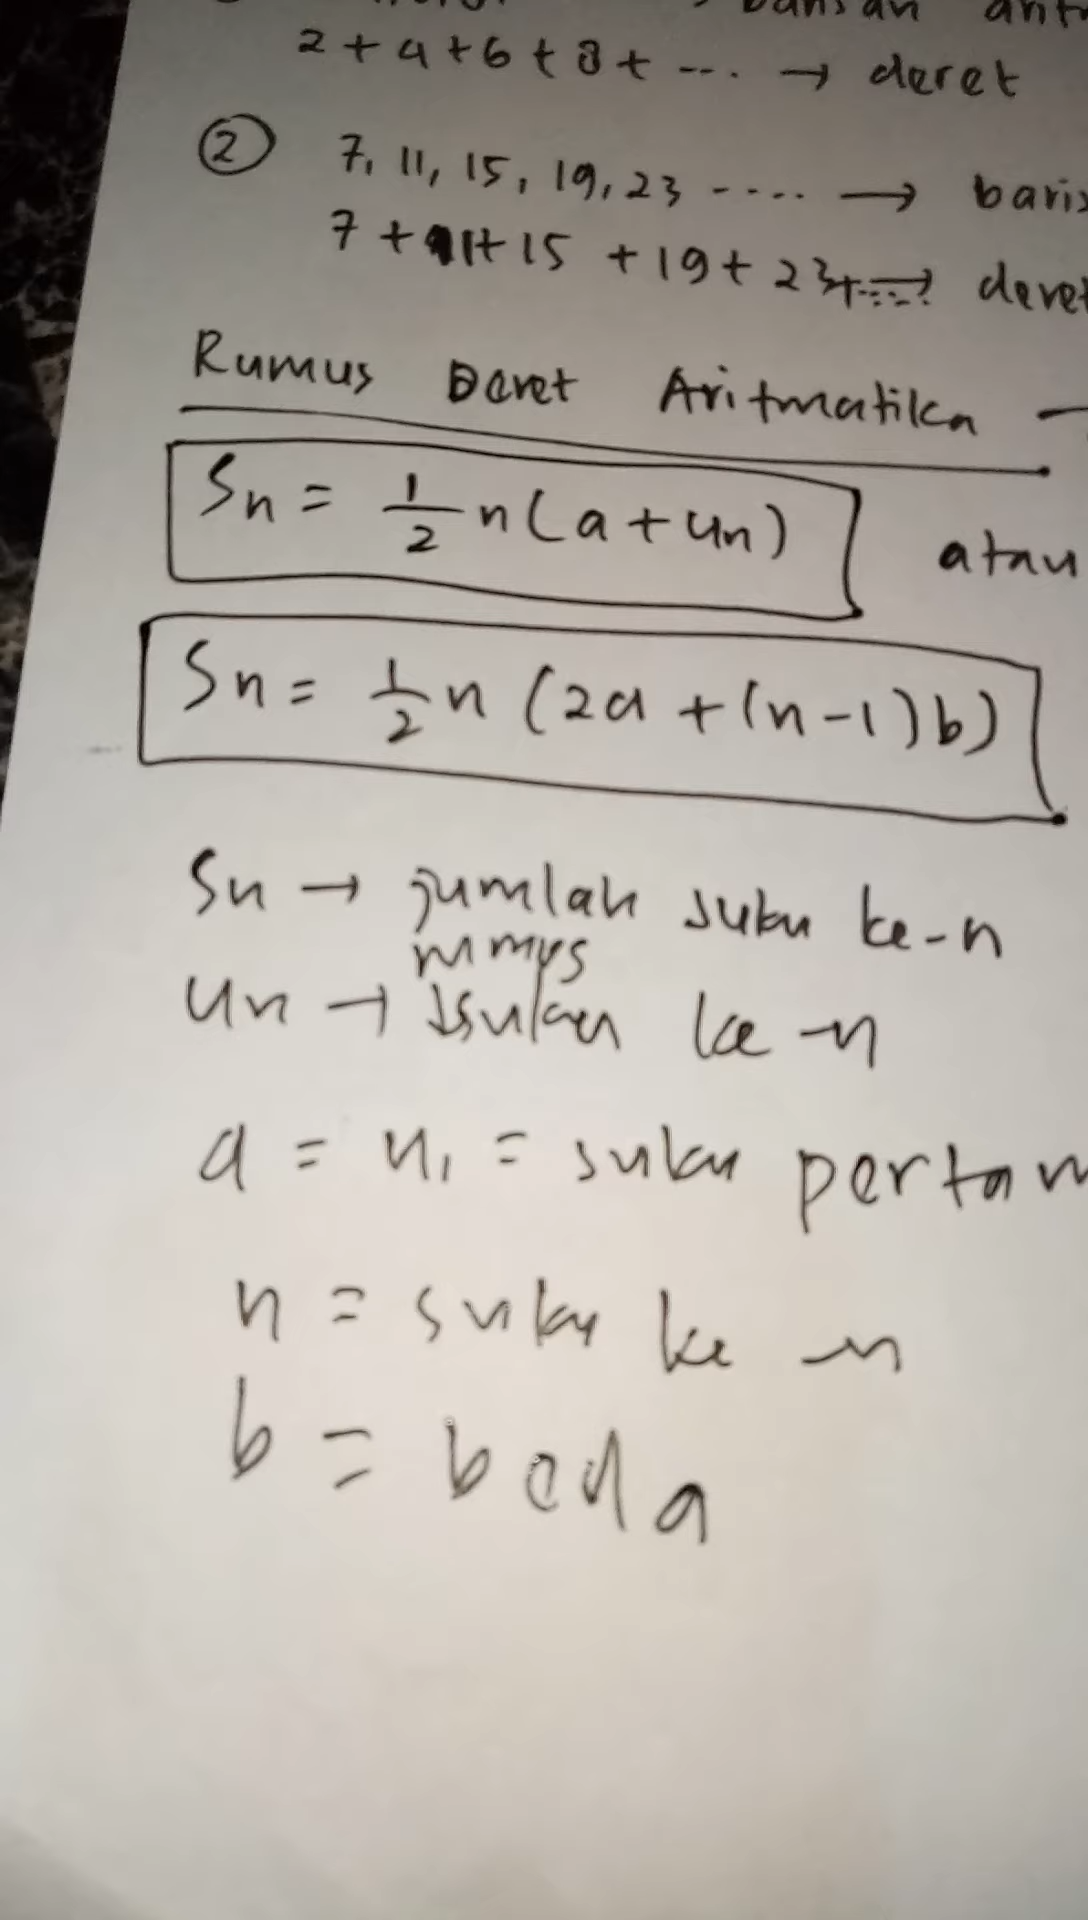 2 + 4 + 6 + 8 + .... → deret
② 7, 11, 15, 19, 23 ..... → baris
7 + 11 + 15 + 19 + 23 + ..... → deret
Rumus Deret Aritmatika →
Sn = 1/2 n (a + Un) atau
Sn = 1/2 n (2a + (n-1) b)
Sn → jumlah suku ke-n
Un → ke n
a = U₁ = suku pertam
n = suku ke n
b = beda